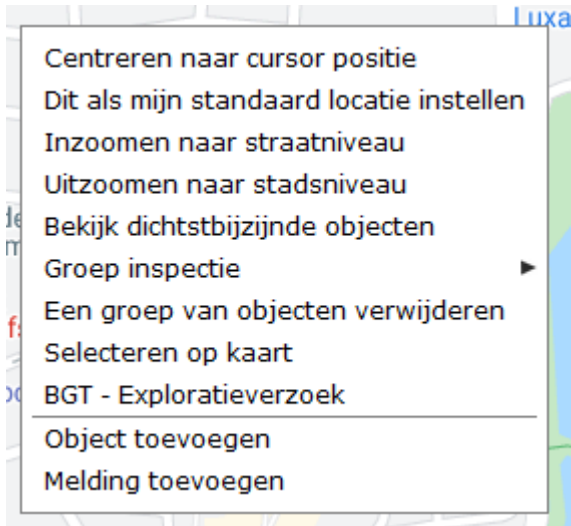 Luxa
Centreren naar cursor positie
Dit als mijn standaard locatie instellen
Inzoomen naar straatniveau
Uitzoomen naar stadsniveau
Bekijk dichtstbijzijnde objecten
Groep inspectie
Een groep van objecten verwijderen
Selecteren op kaart
BGT - Exploratieverzoek
Object toevoegen
Melding toevoegen